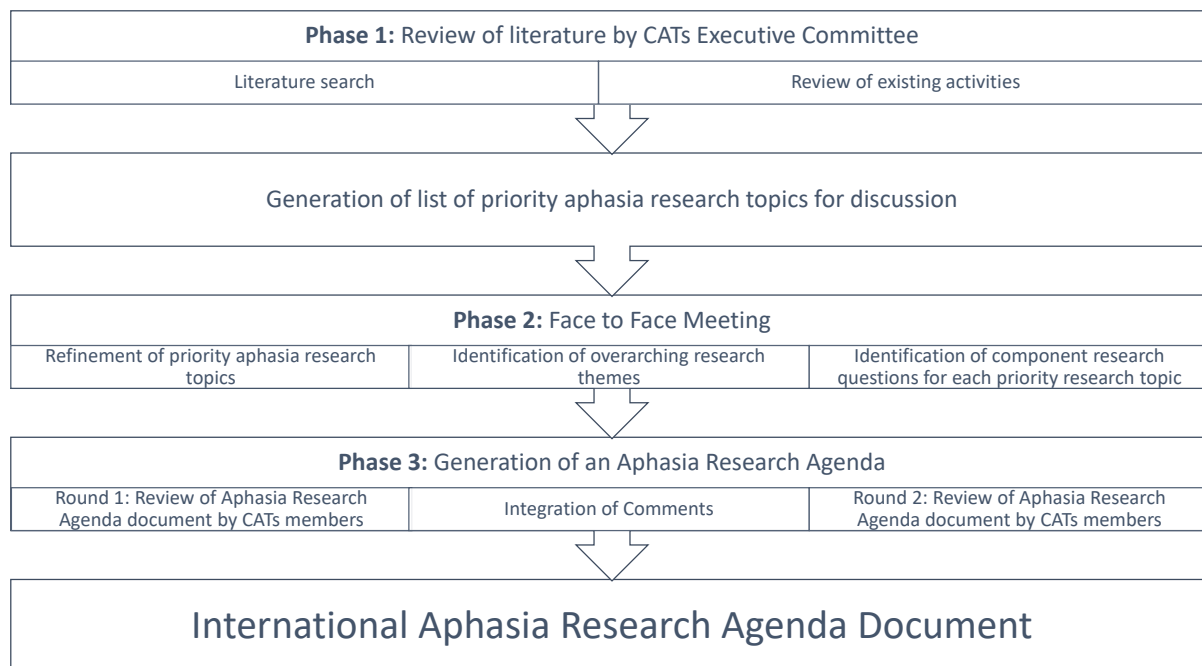 Phase 1: Review of literature by CATs Executive Committee
Literature search
Review of existing activities
Generation of list of priority aphasia research topics for discussion
Phase 2: Face to Face Meeting
Refinement of priority aphasia research
topics
Identification of overarching research
themes
Identification of component research
questions for each priority research topic
Phase 3: Generation of an Aphasia Research Agenda
Round 1: Review of Aphasia Research
Agenda document by CATs members
Integration of Comments
Round 2: Review of Aphasia Research
Agenda document by CATs members
International Aphasia Research Agenda Document